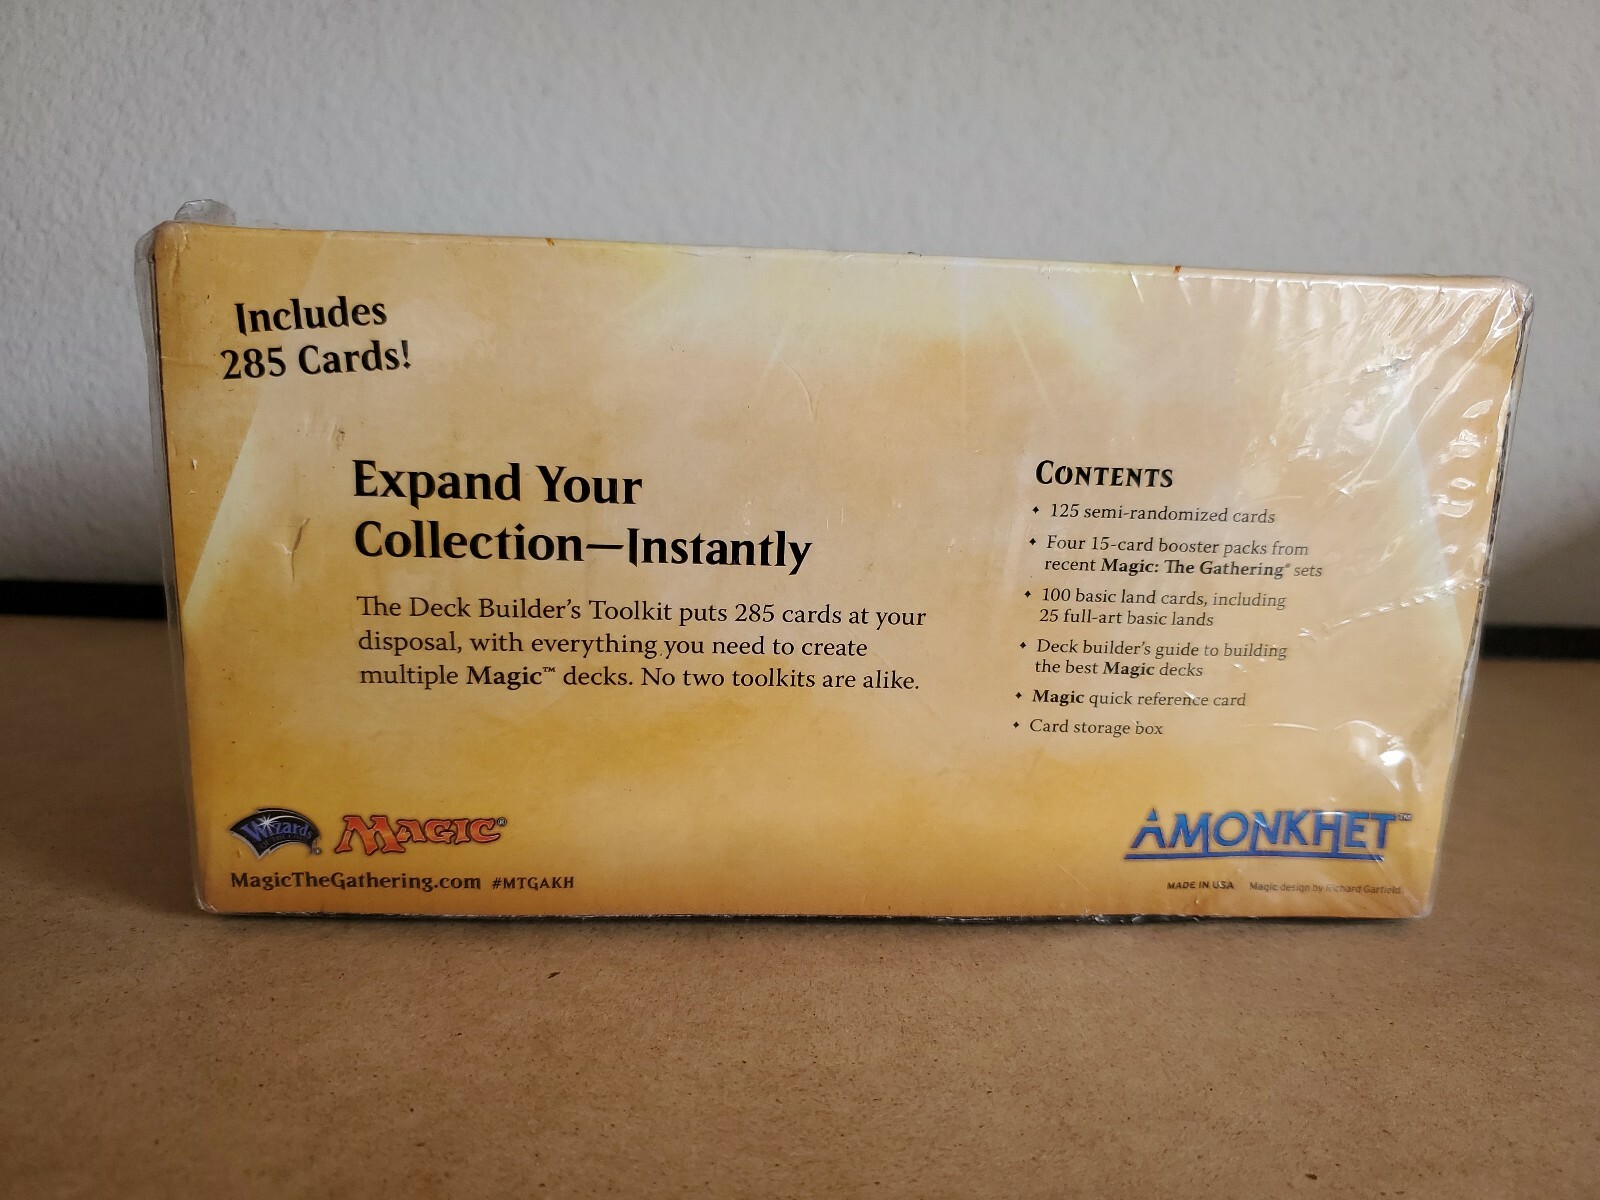 Includes
285 Cards!
Expand Your
Collection—Instantly
The Deck Builder's Toolkit puts 285 cards at your
disposal, with everything you need to create
multiple Magic™ decks. No two toolkits are alike.
CONTENTS
• 125 semi-randomized cards
• Four 15-card booster packs from
recent Magic: The Gathering® sets
• 100 basic land cards, including
25 full-art basic lands
• Deck builder's guide to building
the best Magic decks
• Magic quick reference card
• Card storage box
Wizards
MAGIC®
MagicTheGathering.com #MTGAKH
AMONKHET™
MADE IN USA Magic design by Richard Garfield